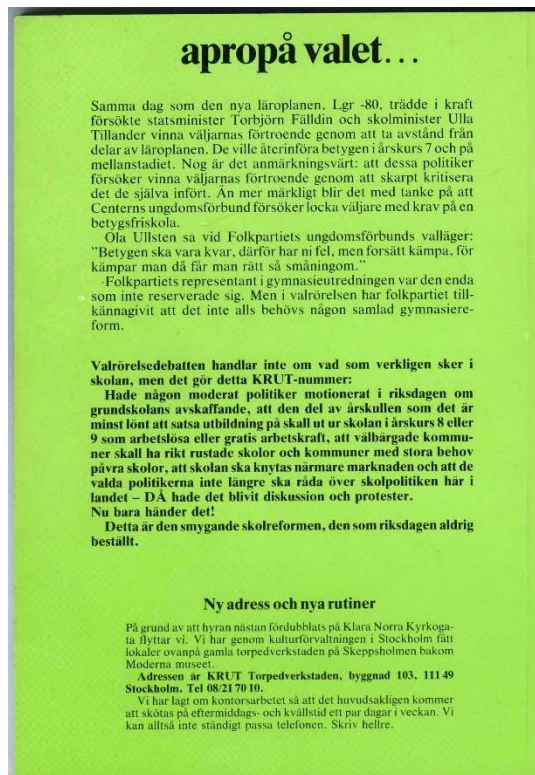 apropå valet...
Samma dag som den nya läroplanen, Lgr -80, trädde i kraft
försökte statsminister Torbjörn Fälldin och skolminister Ulla
Tillander vinna väljarnas förtroende genom att ta avstånd från
delar av läroplanen. De ville återinföra betygen i årskurs 7 och på
mellanstadiet. Nog är det anmärkningsvärt: att dessa politiker
försöker vinna väljarnas förtroende genom att skarpt kritisera
det de själva infört. Än mer märkligt blir det med tanke på att
Centerns ungdomsförbund försöker locka väljare med krav på en
betygsfri skola.
Ola Ullsten sa vid Folkpartiets ungdomsförbunds valläger:
"Betygen ska vara kvar, därför har ni fel, men forsätt kämpa, för
kämpar man då får man rätt så småningom."
Folkpartiets representant i gymnasieutredningen var den enda
som inte reserverade sig. Men i valrörelsen har folkpartiet till-
kännagivit att det inte alls behövs någon samlad gymnasiere-
form.
Valrörelsedebatten handlar inte om vad som verkligen sker i
skolan, men det gör detta KRUT-nummer:
Hade någon moderat politiker motionerat i riksdagen om
grundskolans avskaffande, att den del av årskullen som det är
minst lönt att satsa utbildning på skall ut ur skolan i årskurs 8 eller
9 som arbetslösa eller gratis arbetskraft, att välbärgade kommu-
ner skall ha rikt rustade skolor och kommuner med stora behov
påvra skolor, att skolan ska knytas närmare marknaden och att de
valda politikerna inte längre ska råda över skolpolitiken här i
landet – DÅ hade det blivit diskussion och protester.
Nu bara händer det!
Detta är den smygande skolreformen, den som riksdagen aldrig
beställt.
Ny adress och nya rutiner
På grund av att hyran nästan fördubblats på Klara Norra Kyrkoga-
ta flyttar vi. Vi har genom kulturförvaltningen i Stockholm fått
lokaler ovanpå gamla torpedverkstaden på Skeppsholmen bakom
Moderna museet.
Adressen är KRUT Torpedverkstaden, byggnad 103, 111 49
Stockholm. Tel 08/21 70 10.
Vi har lagt om kontorsarbetet så att det huvudsakligen kommer
att skötas på eftermiddags- och kvällstid ett par dagar i veckan. Vi
kan alltså inte ständigt passa telefonen. Skriv hellre.